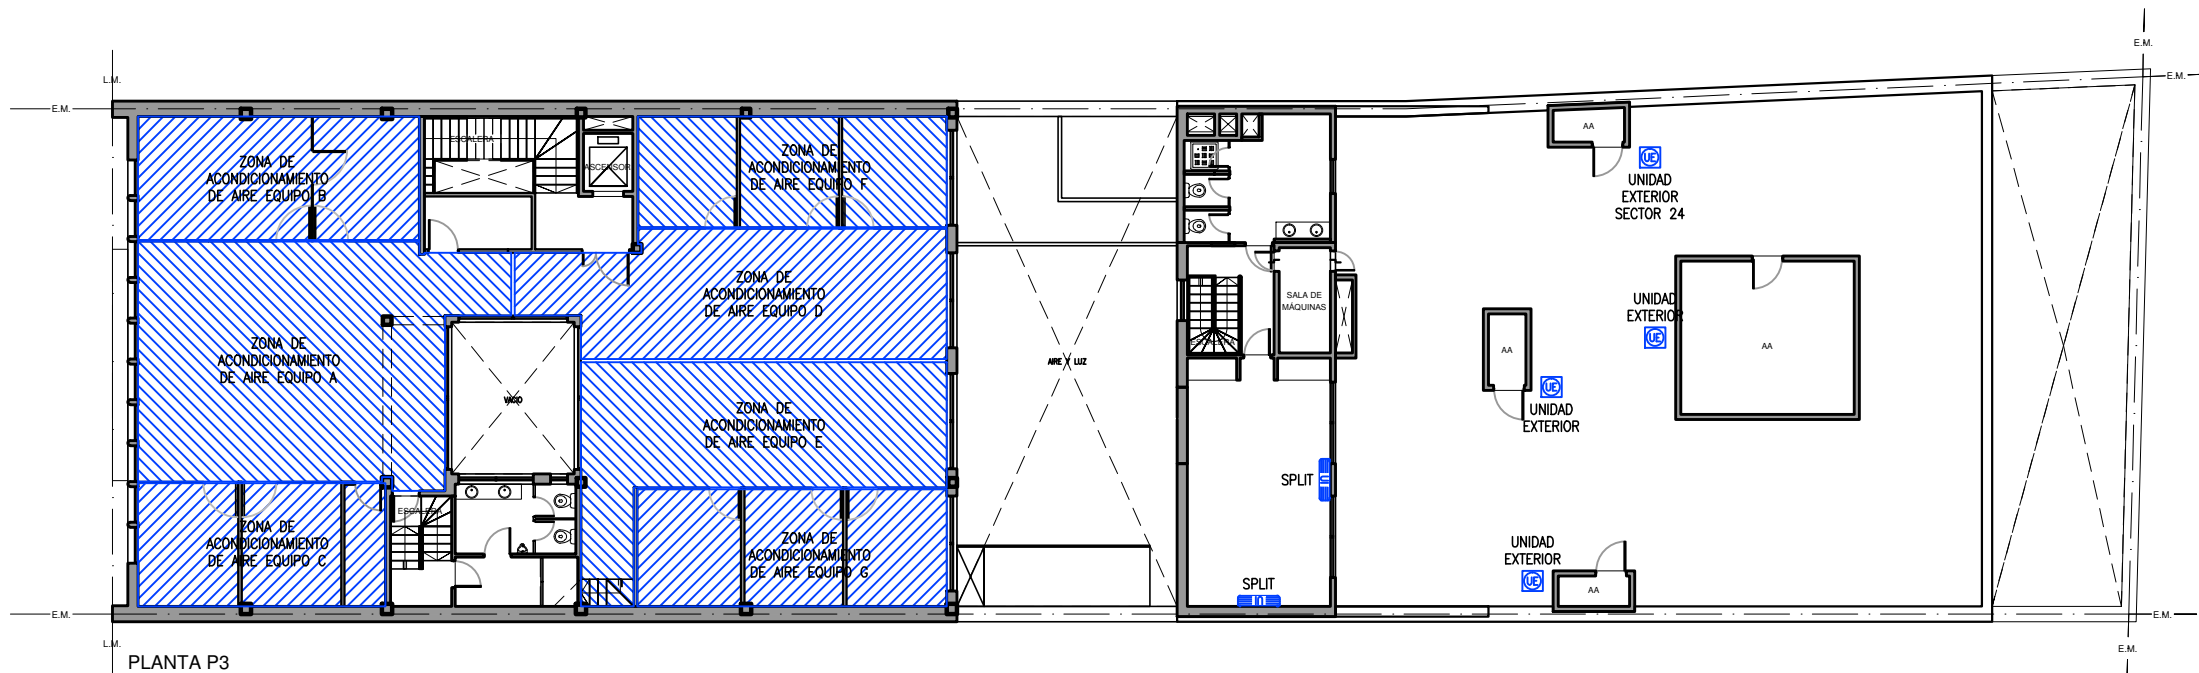 L.M.
E.M.
E.M.
E.M.
ESCALERA
ASCENSOR
ZONA DE
ACONDICIONAMIENTO
DE AIRE EQUIPO B
ZONA DE
ACONDICIONAMIENTO
DE AIRE EQUIPO F
AA
UE
UNIDAD
EXTERIOR
SECTOR 24
ZONA DE
ACONDICIONAMIENTO
DE AIRE EQUIPO D
SALA DE
MÁQUINAS
UNIDAD
EXTERIOR
UE
AA
ESCALERA
AA
ZONA DE
ACONDICIONAMIENTO
DE AIRE EQUIPO A
AIRE Y LUZ
UE
UNIDAD
EXTERIOR
VACIO
ZONA DE
ACONDICIONAMIENTO
DE AIRE EQUIPO E
SPLIT
ESCALERA
ZONA DE
ACONDICIONAMIENTO
DE AIRE EQUIPO C
ZONA DE
ACONDICIONAMIENTO
DE AIRE EQUIPO G
UNIDAD
EXTERIOR
UE
AA
SPLIT
E.M.
E.M.
L.M.
E.M.
PLANTA P3